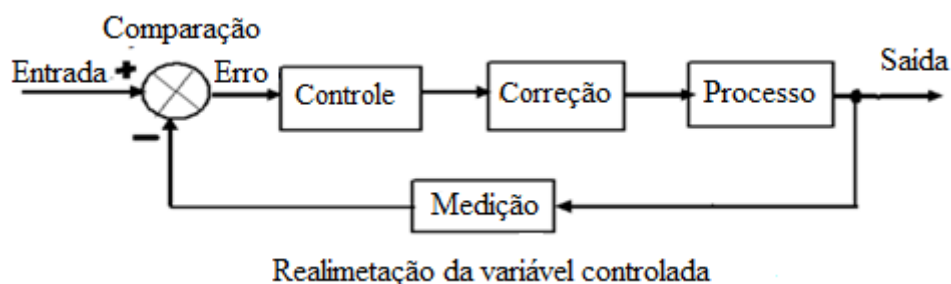 Comparação
Entrada + Erro Saída
Controle Correção Processo
−
Medição
Realimetação da variável controlada